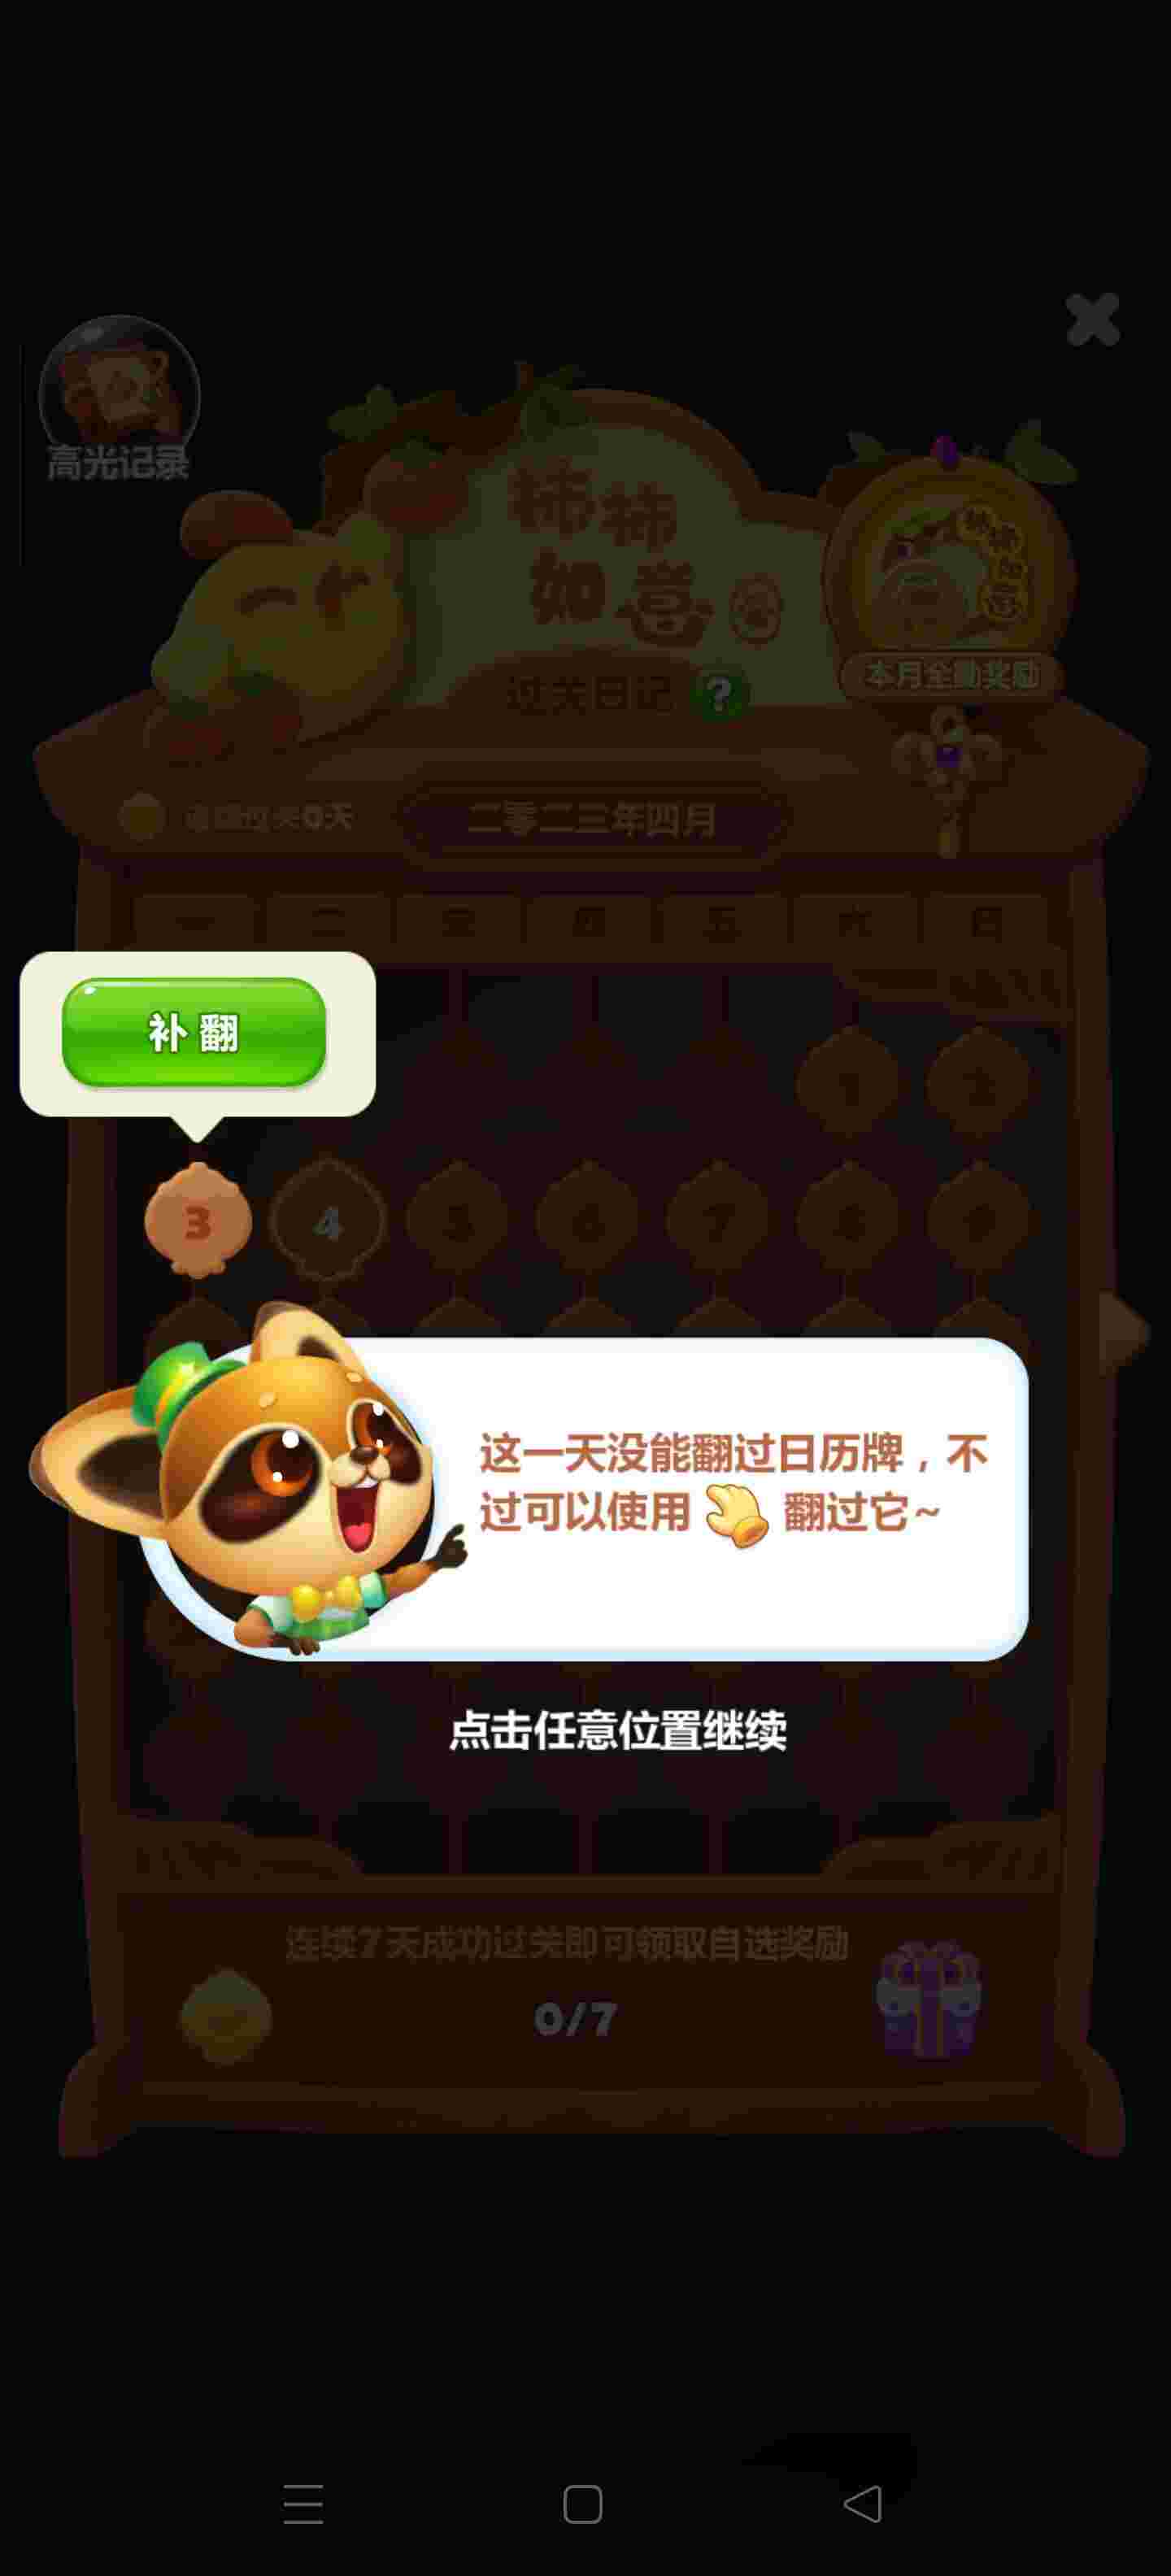 高光记录
柿柿
如意
本月全勤奖励
过关日记 ?
连续过关0天
二零二三年四月
一 二 三 四 五 六 日
补翻
1 2
3 4 5 6 7 8 9
这一天没能翻过日历牌，不
过可以使用 翻过它~
点击任意位置继续
连续7天成功过关即可领取自选奖励
0/7